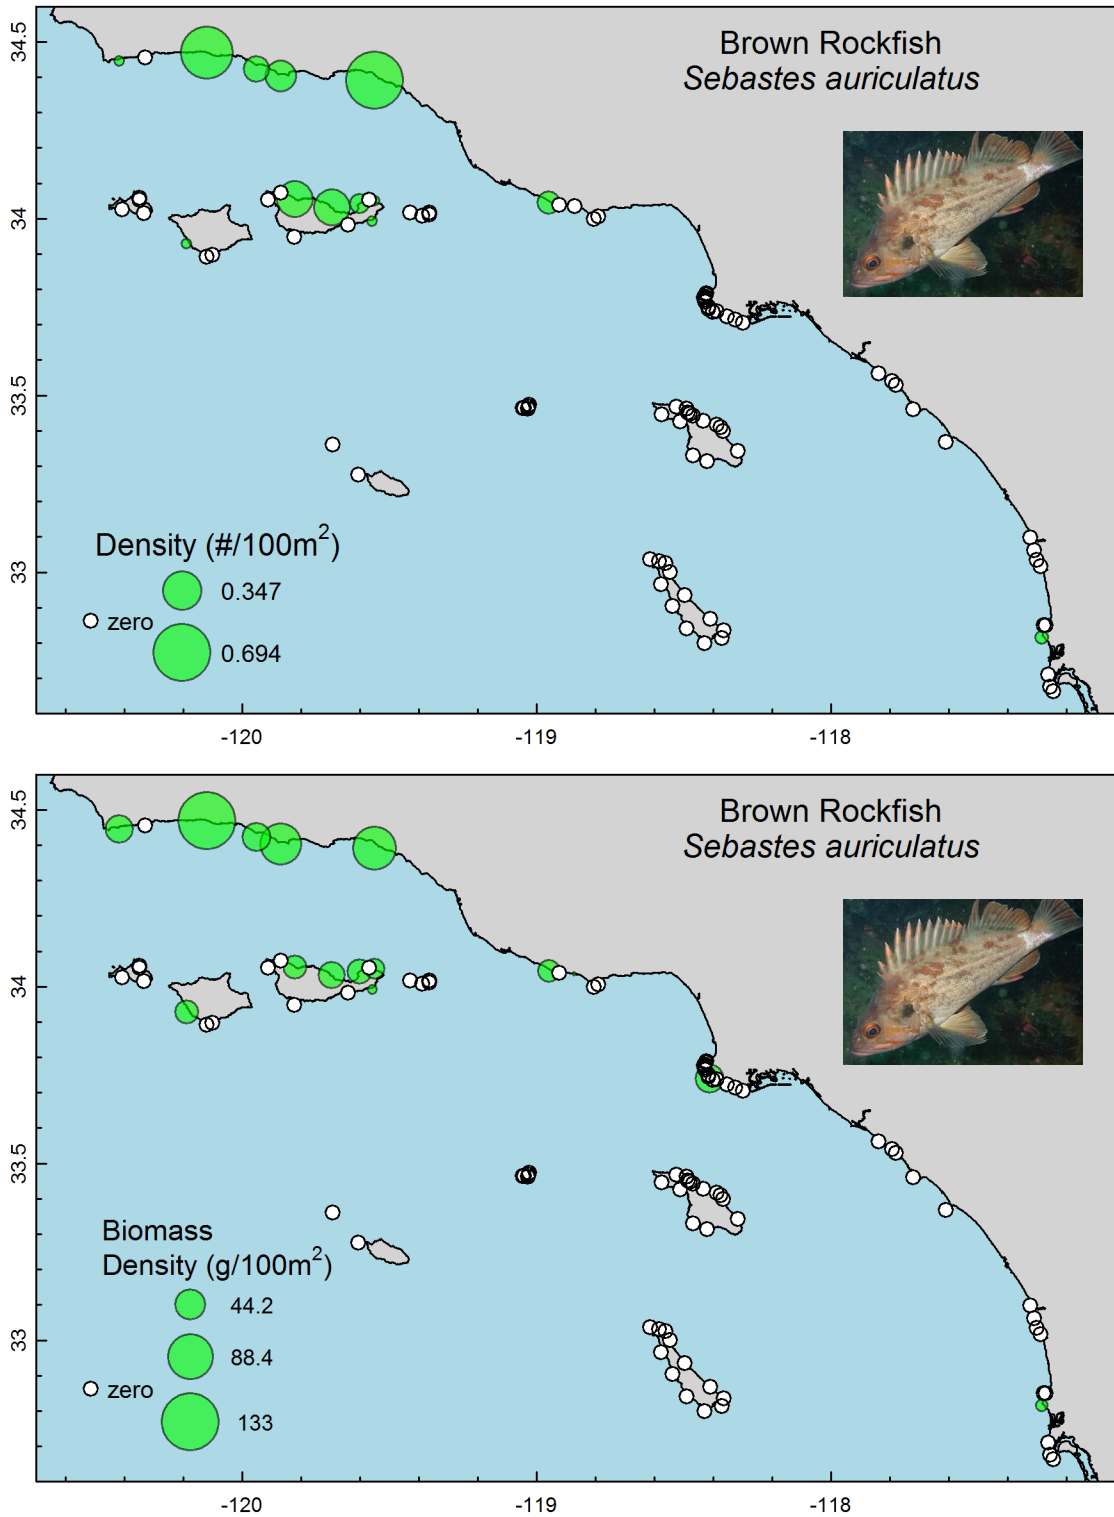 Brown Rockfish
Sebastes auriculatus
34.5
34
33.5
33
Density (#/100m²)
0.347
zero
0.694
-120
-119
-118
Brown Rockfish
Sebastes auriculatus
34.5
34
33.5
33
Biomass
Density (g/100m²)
44.2
88.4
zero
133
-120
-119
-118